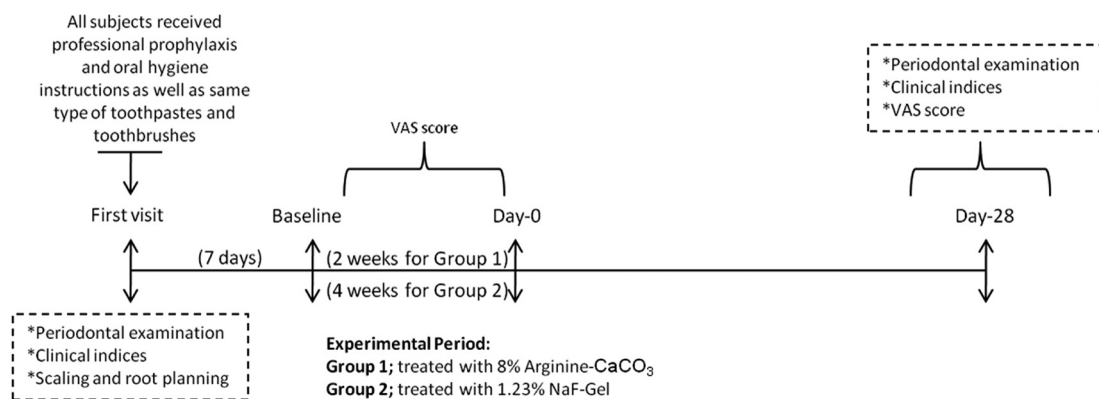 All subjects received
professional prophylaxis
and oral hygiene
instructions as well as same
type of toothpastes and
toothbrushes
VAS score
*Periodontal examination
*Clinical indices
*VAS score
First visit
Baseline
Day-0
Day-28
(7 days)
(2 weeks for Group 1)
(4 weeks for Group 2)
*Periodontal examination
*Clinical indices
*Scaling and root planning
Experimental Period:
Group 1; treated with 8% Arginine-CaCO₃
Group 2; treated with 1.23% NaF-Gel